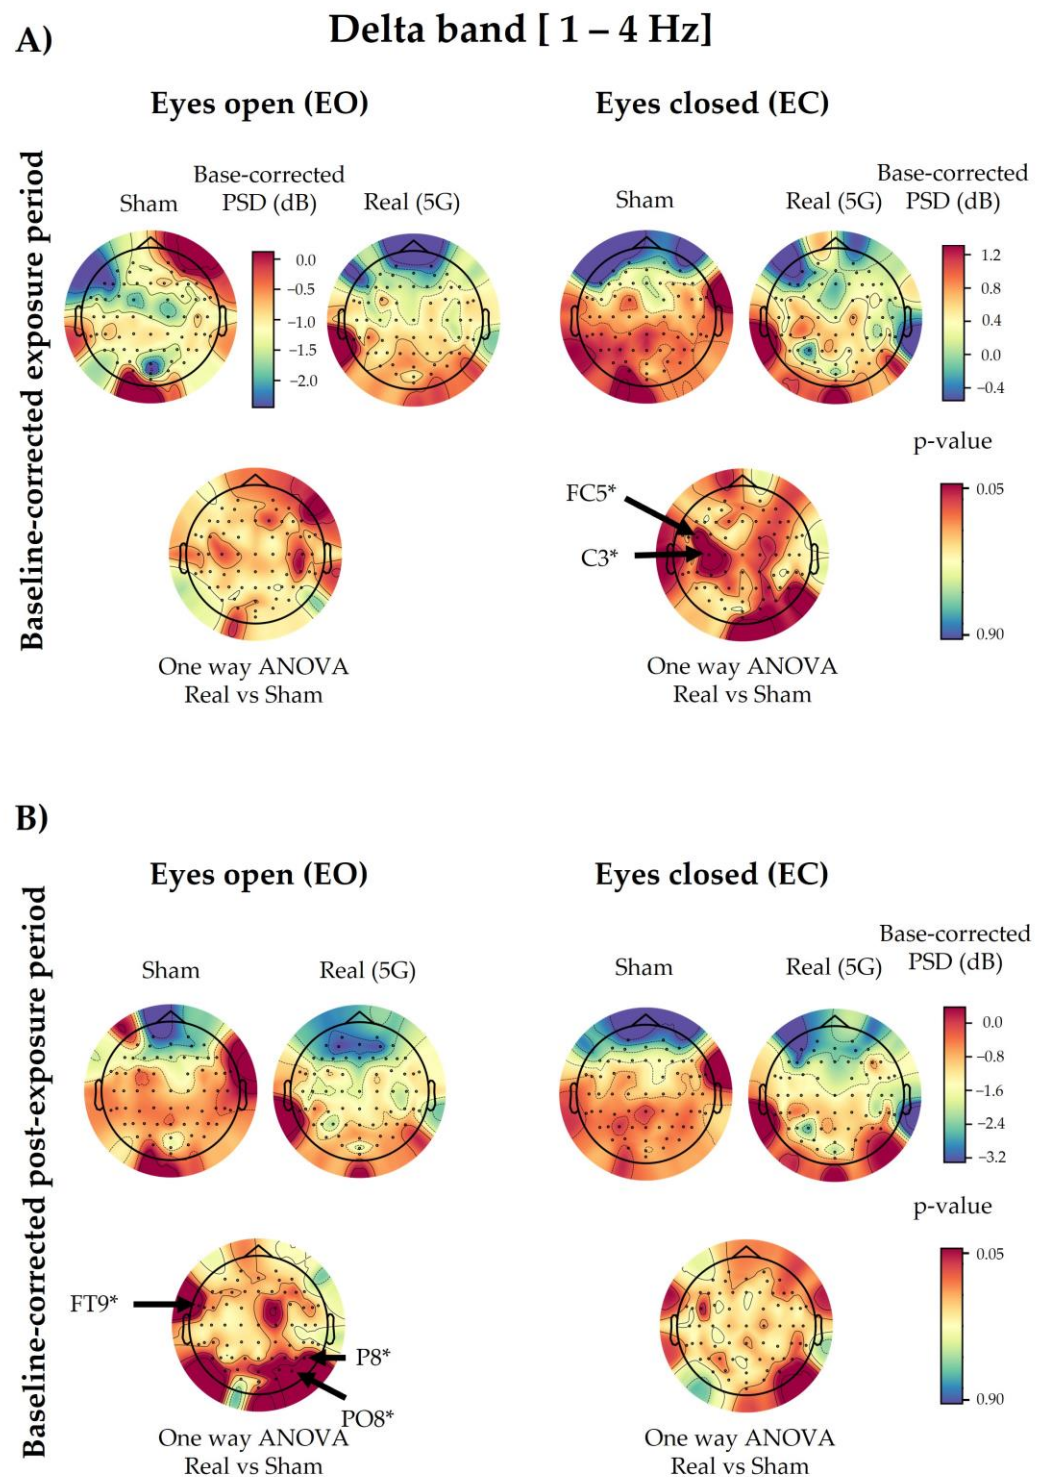 Delta band [ 1 – 4 Hz]
A)
Eyes open (EO)
Eyes closed (EC)
Baseline-corrected exposure period
Sham
Base-corrected
PSD (dB)
Real (5G)
Sham
Real (5G)
Base-corrected
PSD (dB)
0.0
−0.5
−1.0
−1.5
−2.0
1.2
0.8
0.4
0.0
−0.4
p-value
FC5*
C3*
0.05
0.90
One way ANOVA
Real vs Sham
One way ANOVA
Real vs Sham
B)
Eyes open (EO)
Eyes closed (EC)
Baseline-corrected post-exposure period
Sham
Real (5G)
Sham
Real (5G)
Base-corrected
PSD (dB)
0.0
−0.8
−1.6
−2.4
−3.2
p-value
FT9*
P8*
PO8*
0.05
0.90
One way ANOVA
Real vs Sham
One way ANOVA
Real vs Sham